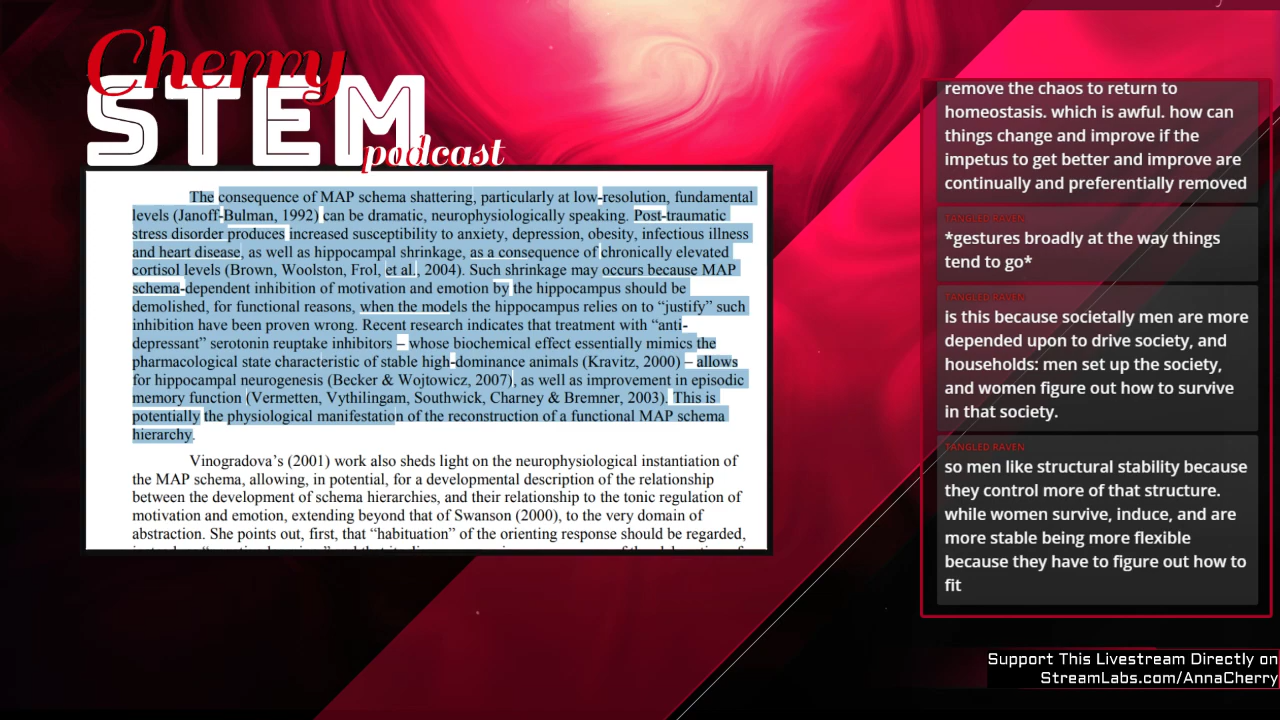 Cherry
STEM
podcast
The consequence of MAP schema shattering, particularly at low-resolution, fundamental
levels (Janoff-Bulman, 1992) can be dramatic, neurophysiologically speaking. Post-traumatic
stress disorder produces increased susceptibility to anxiety, depression, obesity, infectious illness
and heart disease, as well as hippocampal shrinkage, as a consequence of chronically elevated
cortisol levels (Brown, Woolston, Frol, et al., 2004). Such shrinkage may occurs because MAP
schema-dependent inhibition of motivation and emotion by the hippocampus should be
demolished, for functional reasons, when the models the hippocampus relies on to “justify” such
inhibition have been proven wrong. Recent research indicates that treatment with “anti-
depressant” serotonin reuptake inhibitors – whose biochemical effect essentially mimics the
pharmacological state characteristic of stable high-dominance animals (Kravitz, 2000) – allows
for hippocampal neurogenesis (Becker & Wojtowicz, 2007), as well as improvement in episodic
memory function (Vermetten, Vythilingam, Southwick, Charney & Bremner, 2003). This is
potentially the physiological manifestation of the reconstruction of a functional MAP schema
hierarchy.
Vinogradova’s (2001) work also sheds light on the neurophysiological instantiation of
the MAP schema, allowing, in potential, for a developmental description of the relationship
between the development of schema hierarchies, and their relationship to the tonic regulation of
motivation and emotion, extending beyond that of Swanson (2000), to the very domain of
abstraction. She points out, first, that “habituation” of the orienting response should be regarded,
remove the chaos to return to
homeostasis. which is awful. how can
things change and improve if the
impetus to get better and improve are
continually and preferentially removed
TANGLED RAVEN
*gestures broadly at the way things
tend to go*
TANGLED RAVEN
is this because societally men are more
depended upon to drive society, and
households: men set up the society,
and women figure out how to survive
in that society.
TANGLED RAVEN
so men like structural stability because
they control more of that structure.
while women survive, induce, and are
more stable being more flexible
because they have to figure out how to
fit
Support This Livestream Directly on
StreamLabs.com/AnnaCherry